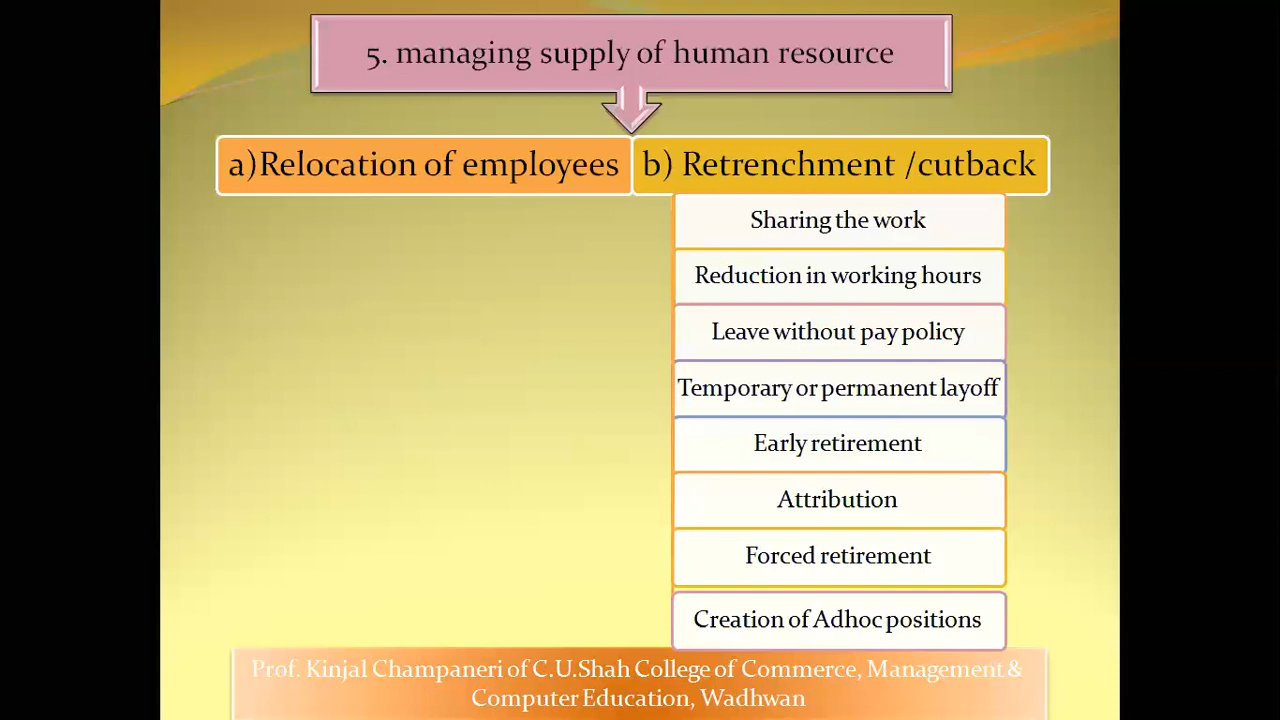 5. managing supply of human resource
a)Relocation of employees
b) Retrenchment /cutback
Sharing the work
Reduction in working hours
Leave without pay policy
Temporary or permanent layoff
Early retirement
Attribution
Forced retirement
Creation of Adhoc positions
Prof. Kinjal Champaneri of C.U.Shah College of Commerce, Management &
Computer Education, Wadhwan